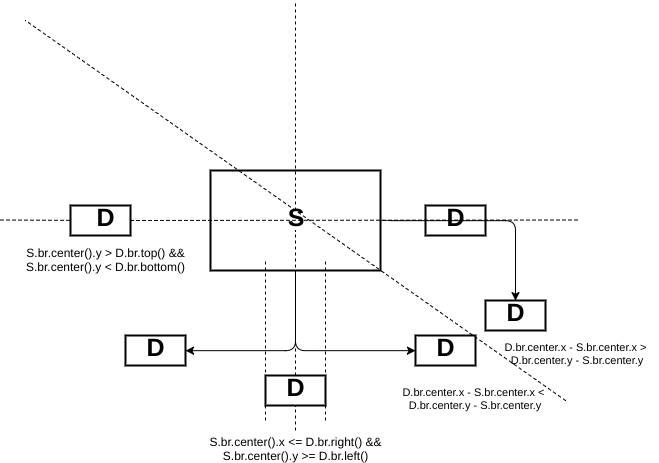 S
D
D
S.br.center().y > D.br.top() &&
S.br.center().y < D.br.bottom()
D
D
D
D.br.center.x - S.br.center.x >
D.br.center.y - S.br.center.y
D
D.br.center.x - S.br.center.x <
D.br.center.y - S.br.center.y
S.br.center().x <= D.br.right() &&
S.br.center().y >= D.br.left()